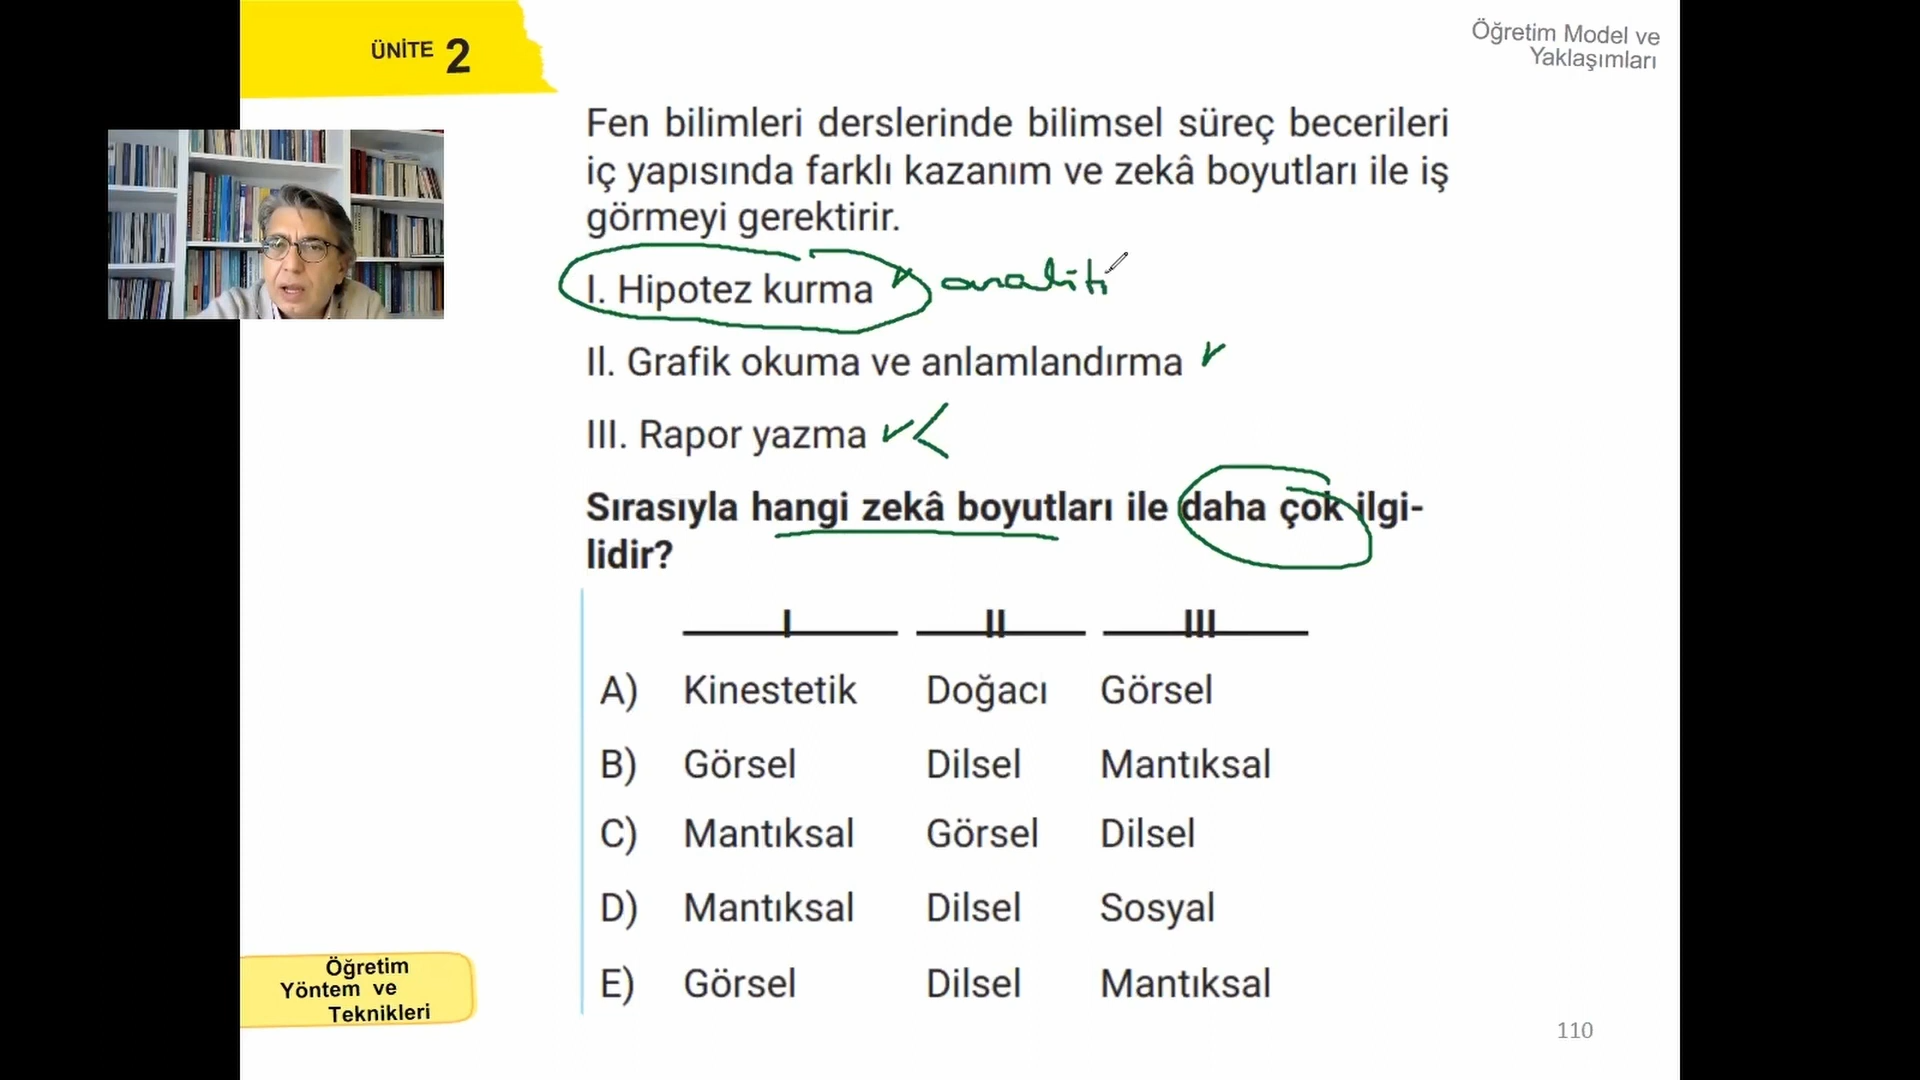 ÜNİTE 2
Öğretim Model ve
Yaklaşımları
Fen bilimleri derslerinde bilimsel süreç becerileri
iç yapısında farklı kazanım ve zekâ boyutları ile iş
görmeyi gerektirir.
I. Hipotez kurma analiti
II. Grafik okuma ve anlamlandırma
III. Rapor yazma
Sırasıyla hangi zekâ boyutları ile daha çok ilgi-
lidir?
I II III
A) Kinestetik Doğacı Görsel
B) Görsel Dilsel Mantıksal
C) Mantıksal Görsel Dilsel
D) Mantıksal Dilsel Sosyal
E) Görsel Dilsel Mantıksal
Öğretim
Yöntem ve
Teknikleri
110